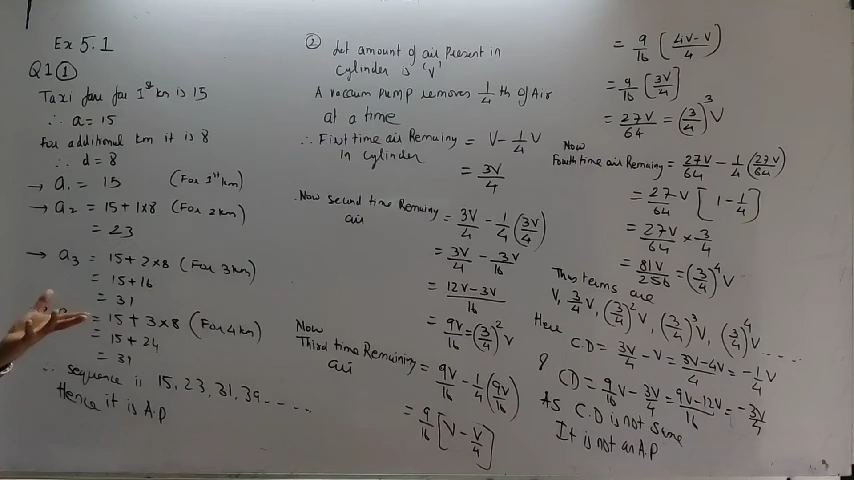 Ex 5.1
Q1 ①
Taxi fare for 1st km is 15
∴ a = 15
For additional km it is 8
∴ d = 8
→ a1 = 15 (For 1st km)
→ a2 = 15 + 1×8 (For 2km)
= 23
→ a3 = 15 + 2×8 (For 3km)
= 15 + 16
= 31
= 15 + 3×8 (For 4km)
= 15 + 24
= 39
∴ sequence is 15, 23, 31, 39 - - - - -
Hence it is A.P
② Let amount of air Present in
cylinder is 'V'
A vaccum pump removes 1/4 th of Air
at a time
∴ First time air Remaining = V - 1/4 V
in cylinder
= 3V/4
Now second time Remaining = 3V/4 - 1/4 (3V/4)
air
= 3V/4 - 3V/16
= 12V - 3V/16
= 9V/16 = (3/4)² V
Now
Third time Remaining = 9V/16 - 1/4 (9V/16)
air
= 9/16 [V - V/4]
= 9/16 [4V-V/4]
= 9/16 [3V/4]
= 27V/64 = (3/4)³ V
Now
Fourth time air Remaing = 27V/64 - 1/4 (27V/64)
= 27V/64 [1 - 1/4]
= 27V/64 × 3/4
= 81V/256 = (3/4)⁴ V
Thus terms are
V, 3/4 V, (3/4)² V, (3/4)³ V, (3/4)⁴ V - - - -
Here C.D = 3V/4 - V = 3V-4V/4 = -1/4 V
& CD = 9/16 V - 3V/4 = 9V-12V/16 = -3V/4
AS C.D is not same
It is not an A.P